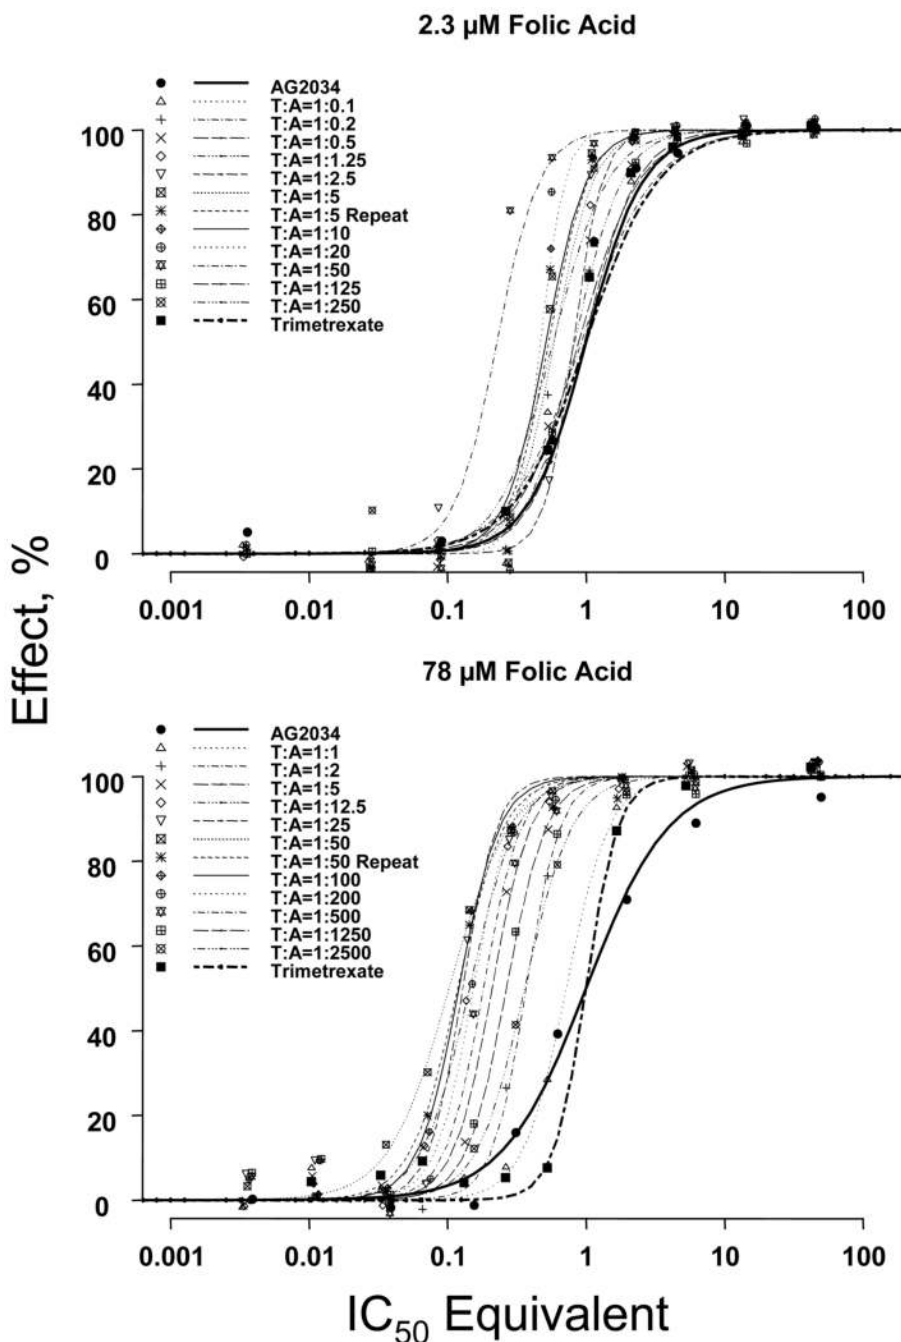 2.3 µM Folic Acid
AG2034
T:A=1:0.1
T:A=1:0.2
T:A=1:0.5
T:A=1:1.25
T:A=1:2.5
T:A=1:5
T:A=1:5 Repeat
T:A=1:10
T:A=1:20
T:A=1:50
T:A=1:125
T:A=1:250
Trimetrexate
100
80
60
40
20
0
0.001 0.01 0.1 1 10 100
Effect, %
78 µM Folic Acid
AG2034
T:A=1:1
T:A=1:2
T:A=1:5
T:A=1:12.5
T:A=1:25
T:A=1:50
T:A=1:50 Repeat
T:A=1:100
T:A=1:200
T:A=1:500
T:A=1:1250
T:A=1:2500
Trimetrexate
100
80
60
40
20
0
0.001 0.01 0.1 1 10 100
IC50 Equivalent